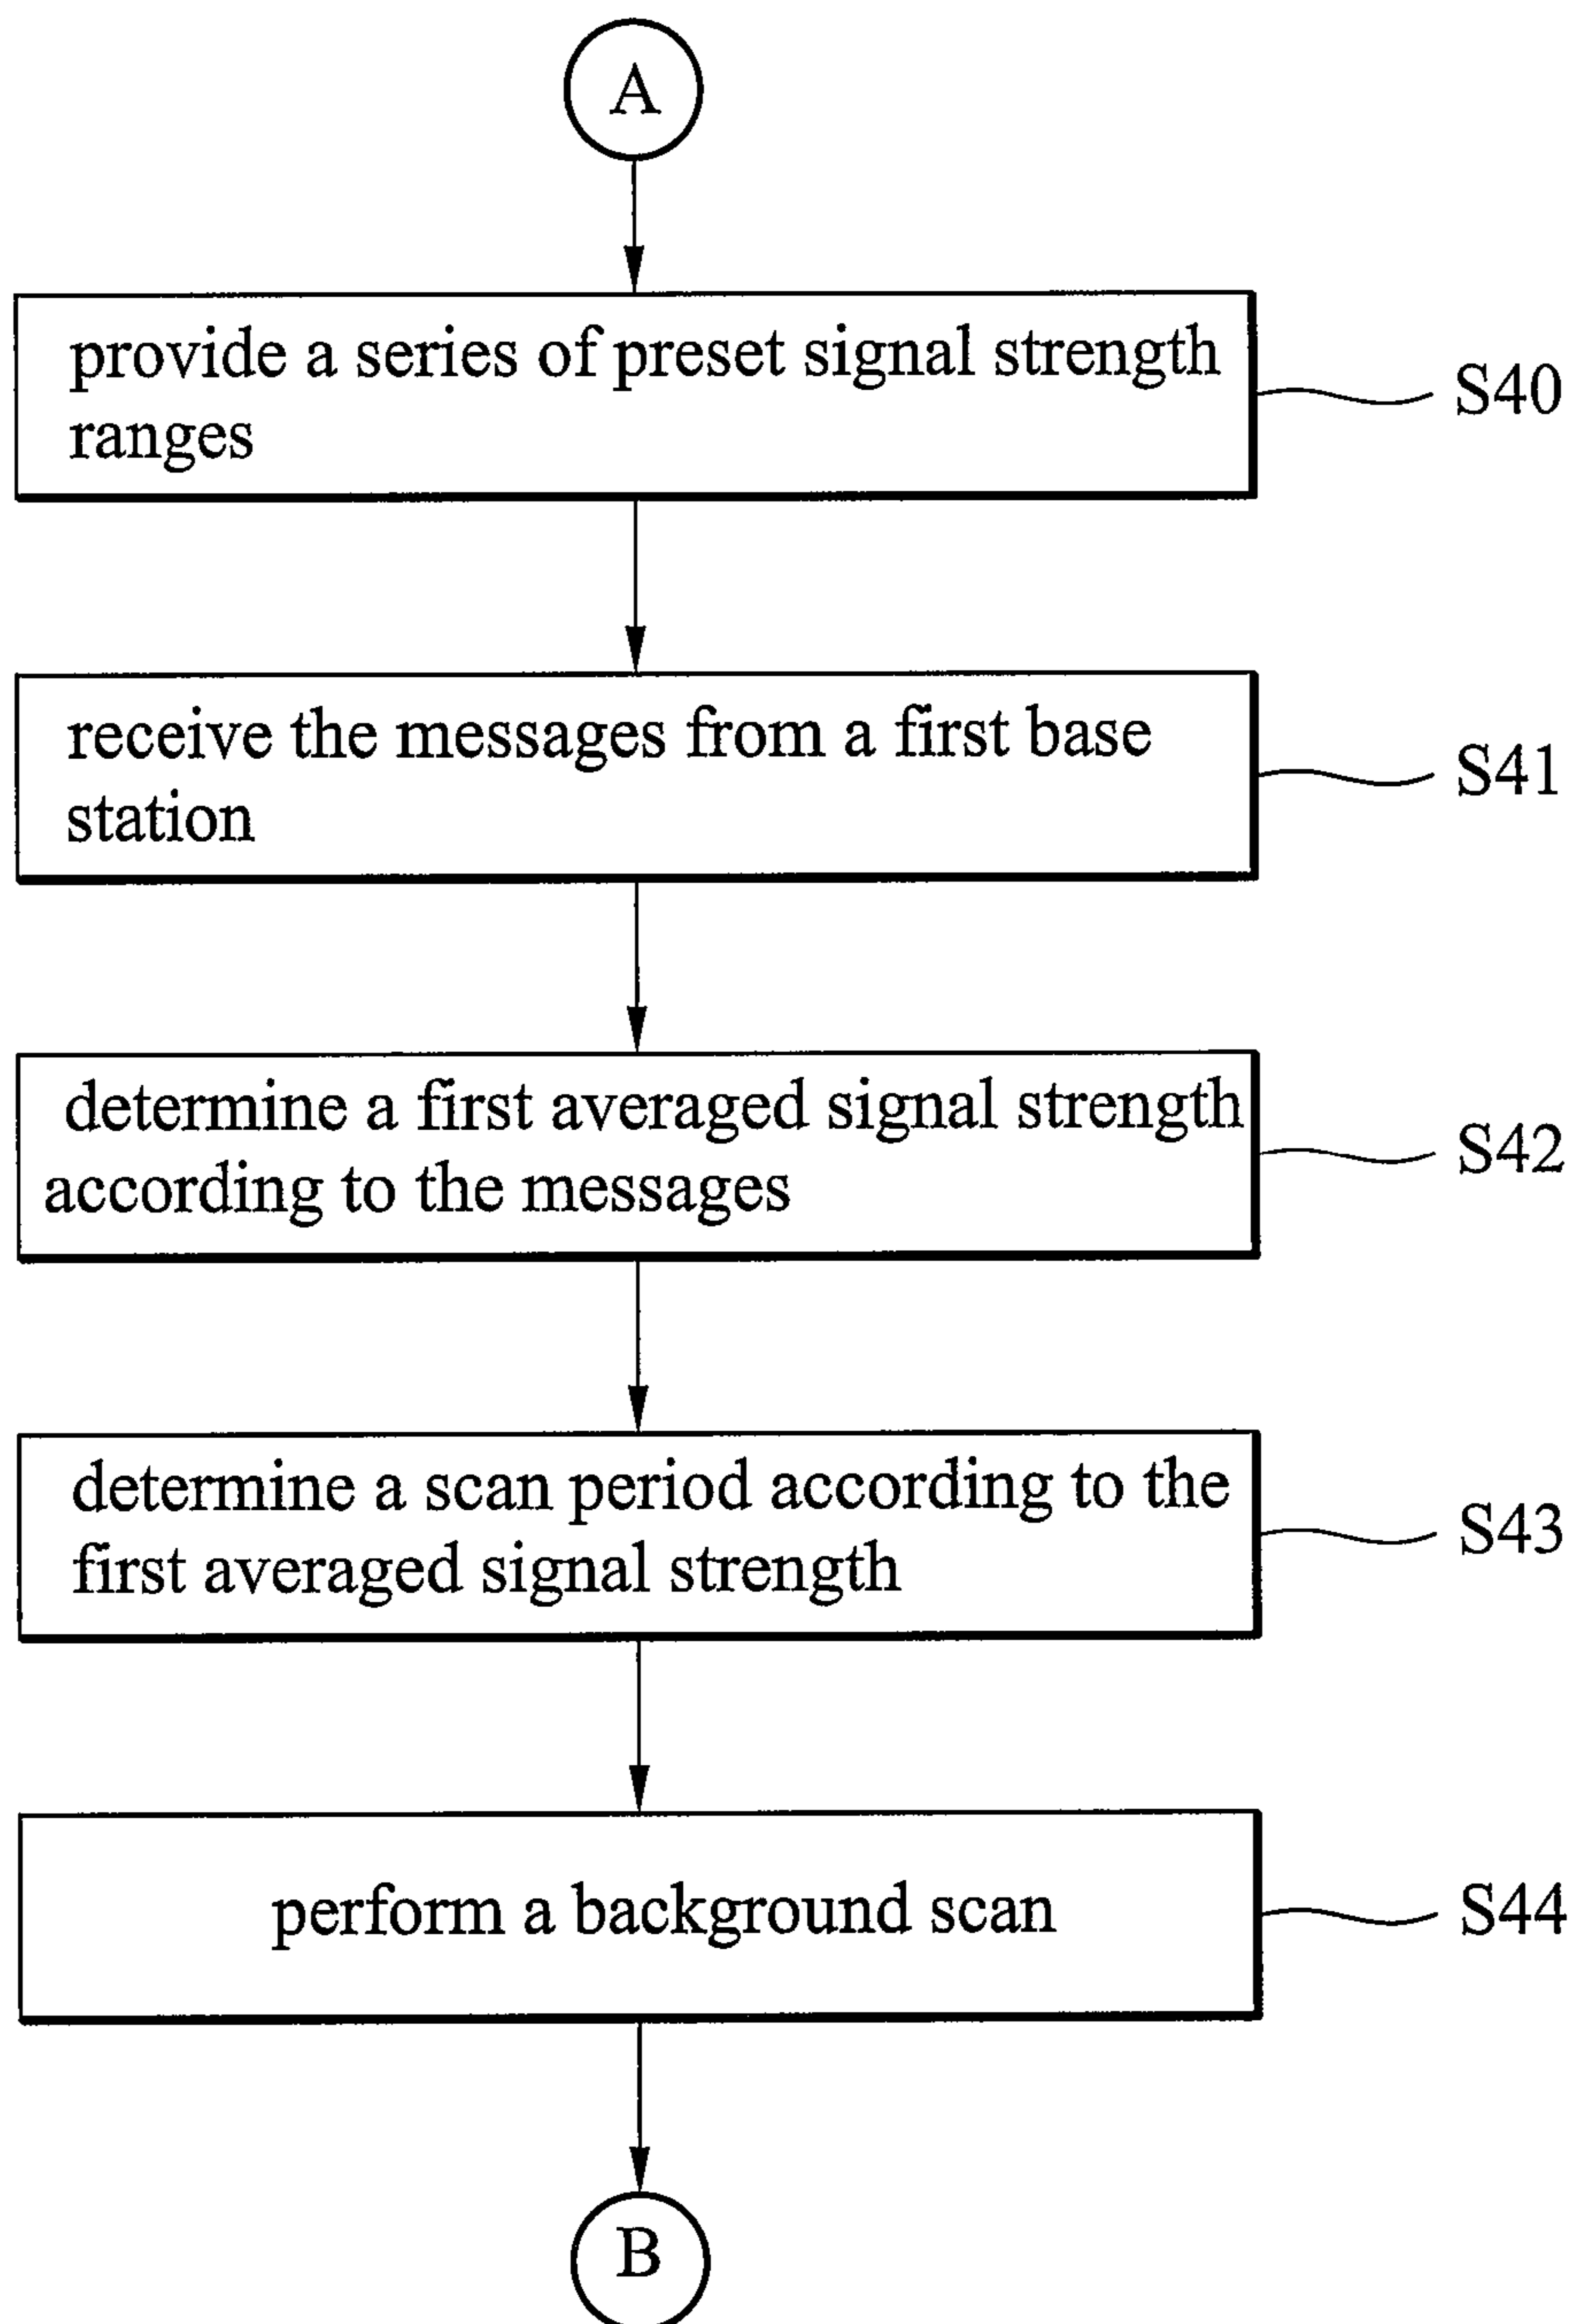 A
provide a series of preset signal strength
ranges
S40
receive the messages from a first base
station
S41
determine a first averaged signal strength
according to the messages
S42
determine a scan period according to the
first averaged signal strength
S43
perform a background scan
S44
B